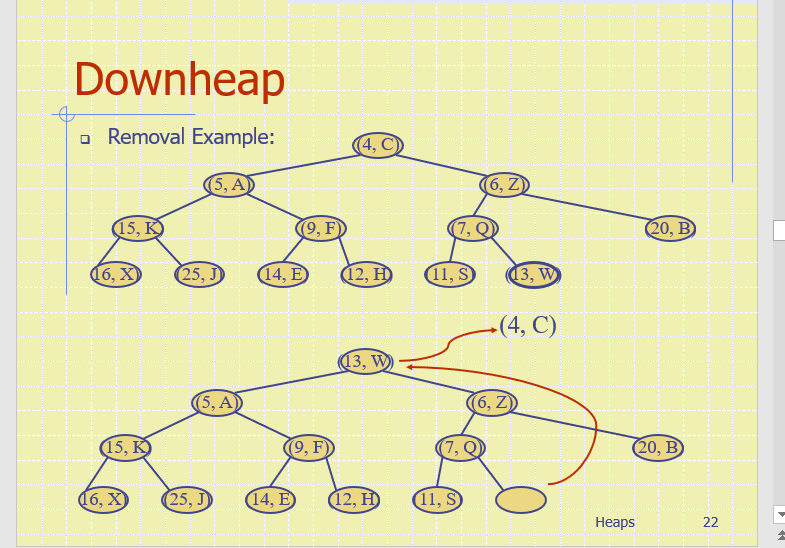 Downheap
Removal Example:
(4, C)
(5, A) (6, Z)
(15, K) (9, F) (7, Q) (20, B)
(16, X) (25, J) (14, E) (12, H) (11, S) (13, W)
(4, C)
(13, W)
(5, A) (6, Z)
(15, K) (9, F) (7, Q) (20, B)
(16, X) (25, J) (14, E) (12, H) (11, S)
Heaps 22